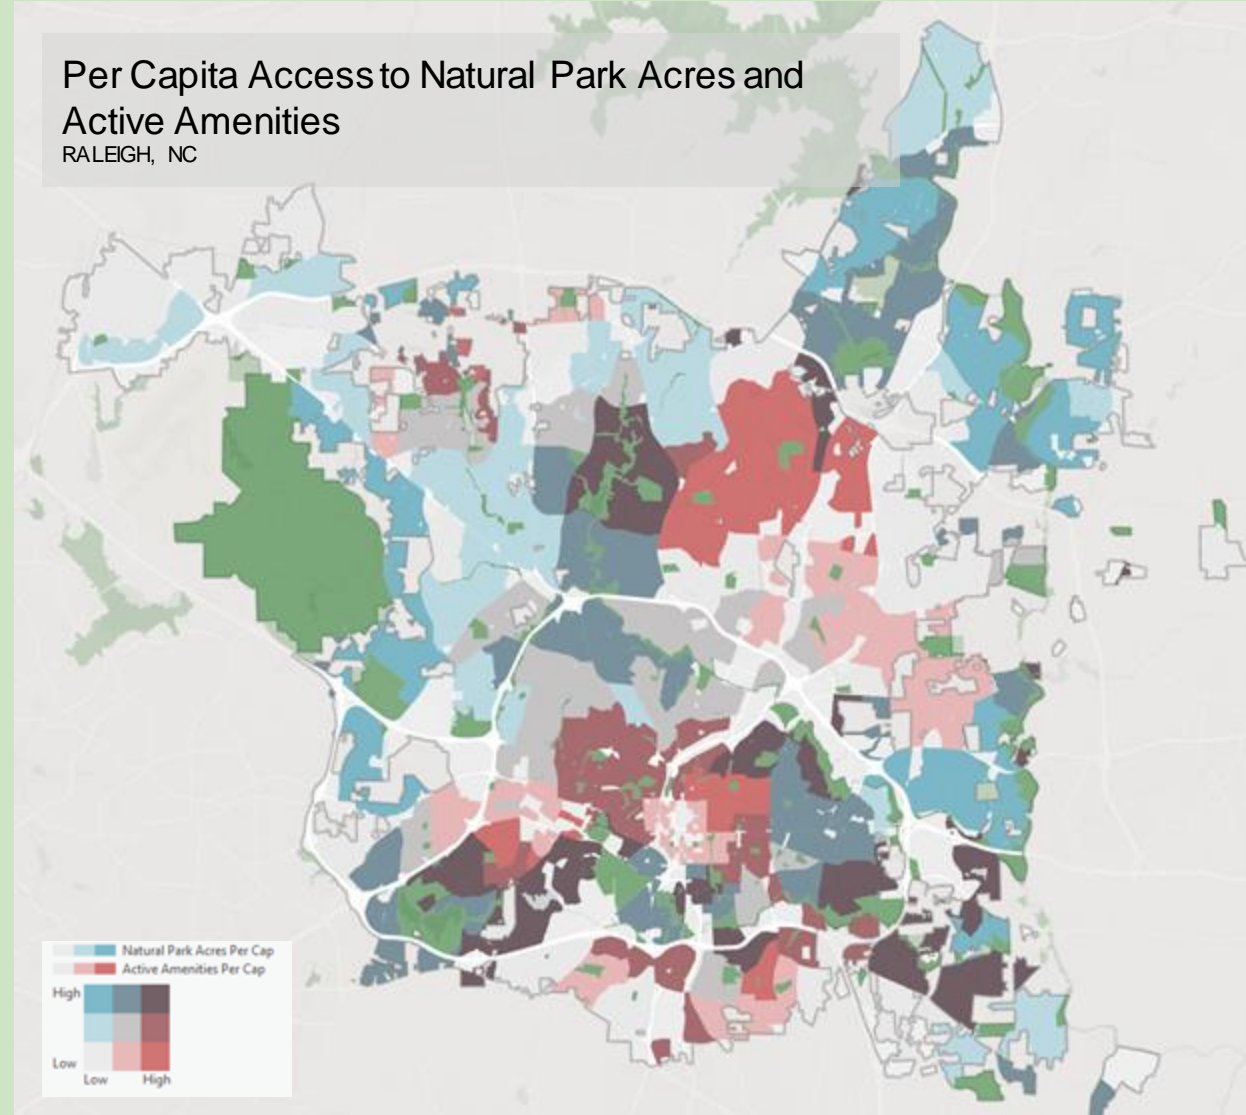 Per Capita Access to Natural Park Acres and
Active Amenities
RALEIGH, NC
Natural Park Acres Per Cap
Active Amenities Per Cap
High
Low
Low High